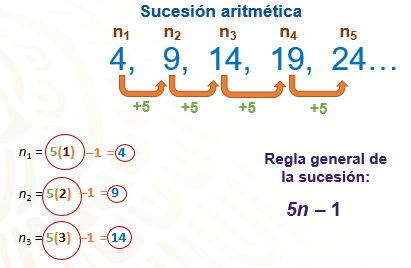 Sucesión aritmética
n₁ n₂ n₃ n₄ n₅
4, 9, 14, 19, 24...
+5 +5 +5 +5
n₁ = 5(1) –1 = 4
n₂ = 5(2) –1 = 9
n₃ = 5(3) –1 = 14
Regla general de
la sucesión:
5n – 1